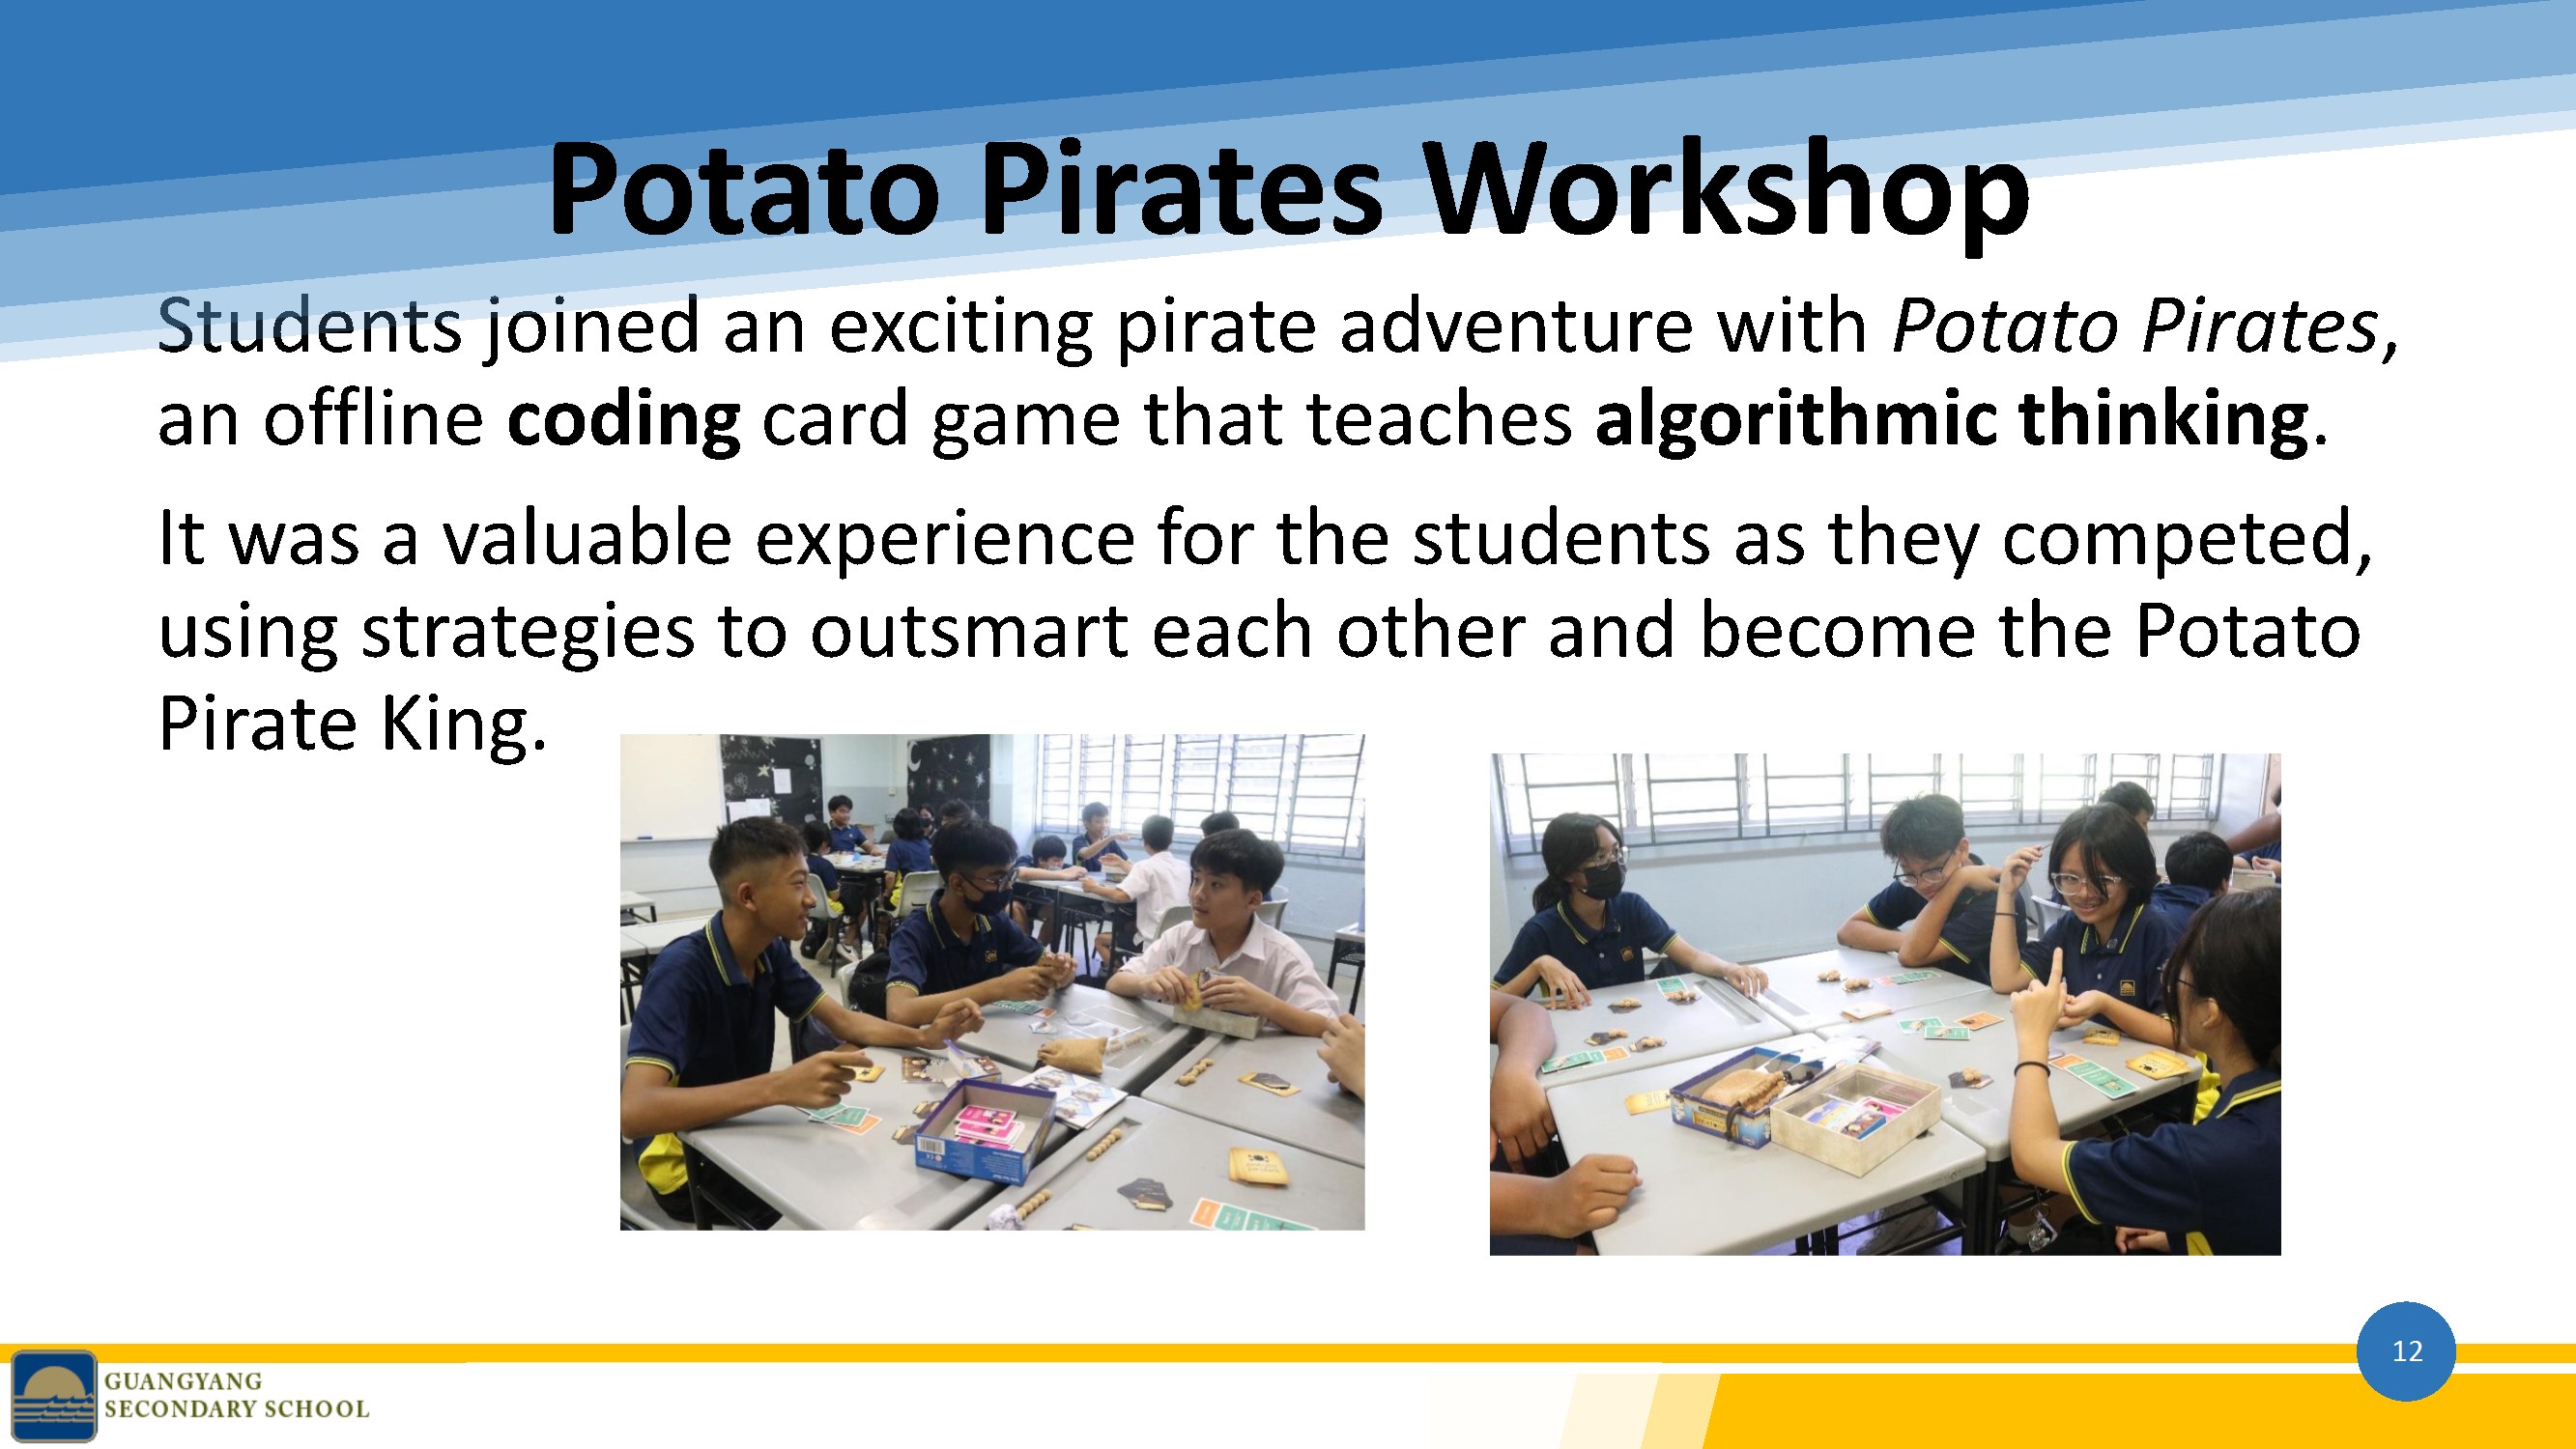 Potato Pirates Workshop
Students joined an exciting pirate adventure with Potato Pirates,
an offline coding card game that teaches algorithmic thinking.
It was a valuable experience for the students as they competed,
using strategies to outsmart each other and become the Potato
Pirate King.
12
GUANGYANG
SECONDARY SCHOOL